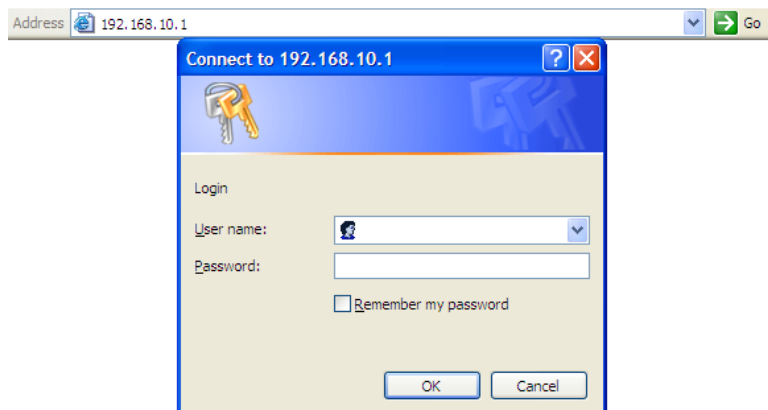 Address 192.168.10.1 Go
Connect to 192.168.10.1 ?
Login
User name:
Password:
Remember my password
OK Cancel